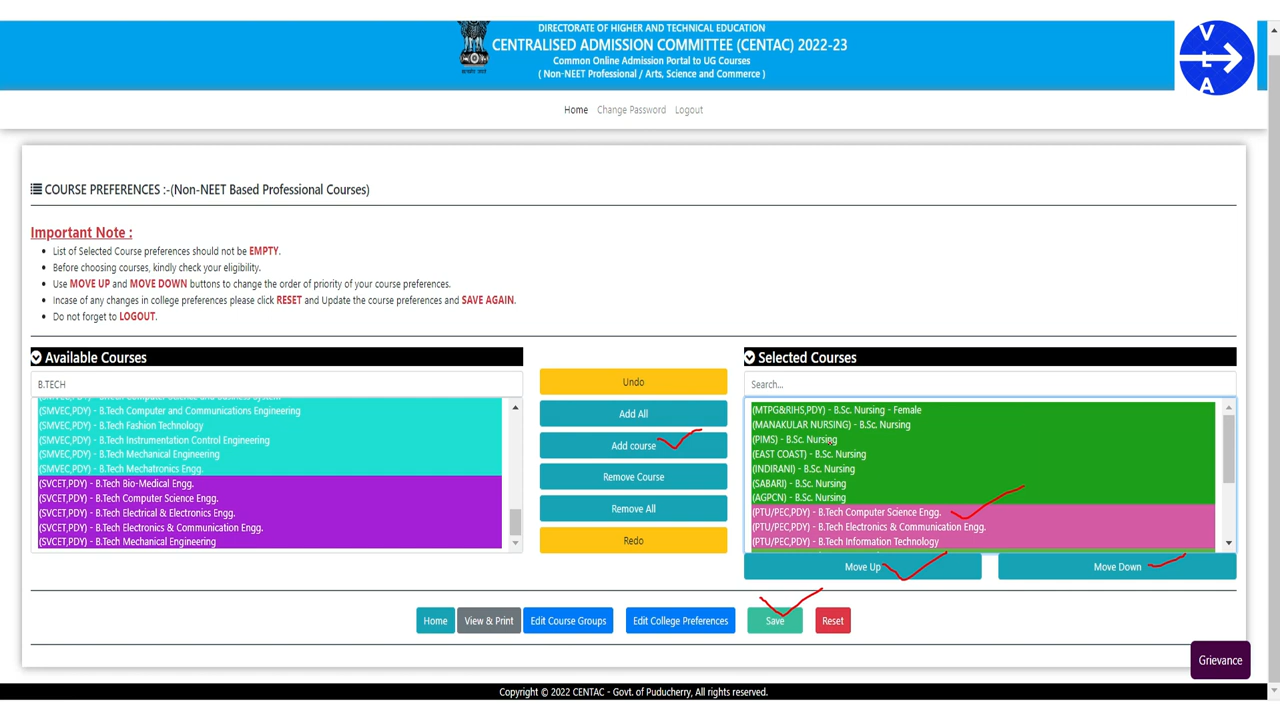 DIRECTORATE OF HIGHER AND TECHNICAL EDUCATION
CENTRALISED ADMISSION COMMITTEE (CENTAC) 2022-23
Common Online Admission Portal to UG Courses
( Non-NEET Professional / Arts, Science and Commerce )
V
L
A
Home Change Password Logout
COURSE PREFERENCES :-(Non-NEET Based Professional Courses)
Important Note :
List of Selected Course preferences should not be EMPTY.
Before choosing courses, kindly check your eligibility.
Use MOVE UP and MOVE DOWN buttons to change the order of priority of your course preferences.
Incase of any changes in college preferences please click RESET and Update the course preferences and SAVE AGAIN.
Do not forget to LOGOUT.
Available Courses
B.TECH
(SMVEC,PDY) - B.Tech Computer and Communications Engineering
(SMVEC,PDY) - B.Tech Fashion Technology
(SMVEC,PDY) - B.Tech Instrumentation Control Engineering
(SMVEC,PDY) - B.Tech Mechanical Engineering
(SMVEC,PDY) - B.Tech Mechatronics Engg.
(SVCET,PDY) - B.Tech Bio-Medical Engg.
(SVCET,PDY) - B.Tech Computer Science Engg.
(SVCET,PDY) - B.Tech Electrical & Electronics Engg.
(SVCET,PDY) - B.Tech Electronics & Communication Engg.
(SVCET,PDY) - B.Tech Mechanical Engineering
Undo
Add All
Add course
Remove Course
Remove All
Redo
Selected Courses
Search...
(MTPG&RIHS,PDY) - B.Sc. Nursing - Female
(MANAKULAR NURSING) - B.Sc. Nursing
(PIMS) - B.Sc. Nursing
(EAST COAST) - B.Sc. Nursing
(INDIRANI) - B.Sc. Nursing
(SABARI) - B.Sc. Nursing
(AGPCN) - B.Sc. Nursing
(PTU/PEC,PDY) - B.Tech Computer Science Engg.
(PTU/PEC,PDY) - B.Tech Electronics & Communication Engg.
(PTU/PEC,PDY) - B.Tech Information Technology
Move Up Move Down
Home View & Print Edit Course Groups Edit College Preferences Save Reset
Grievance
Copyright © 2022 CENTAC - Govt. of Puducherry, All rights reserved.